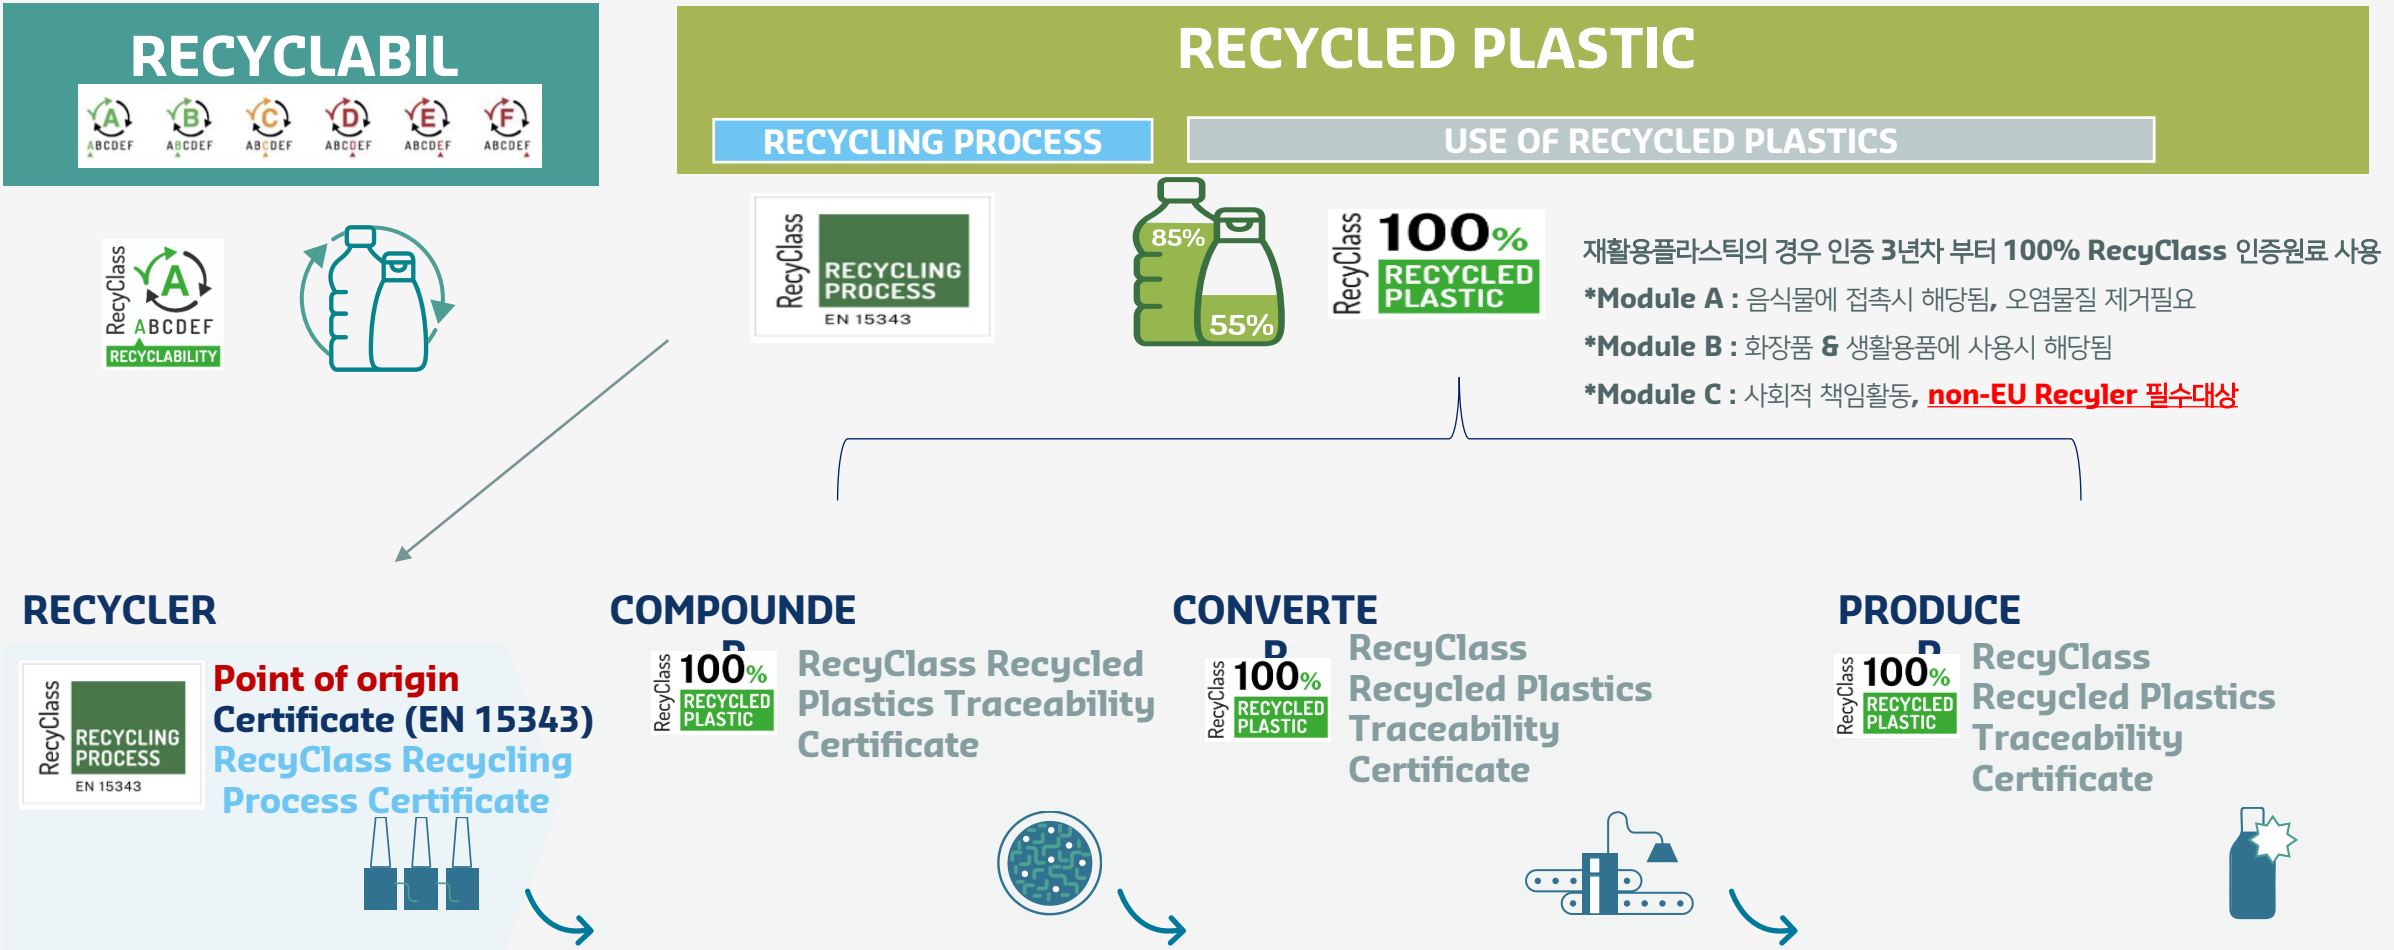 RECYCLABIL
A B C D E F
ABCDEF ABCDEF ABCDEF ABCDEF ABCDEF ABCDEF
RECYCLED PLASTIC
RECYCLING PROCESS
USE OF RECYCLED PLASTICS
RecyClass
A
ABCDEF
RECYCLABILITY
RecyClass
RECYCLING
PROCESS
EN 15343
85%
55%
RecyClass
100%
RECYCLED
PLASTIC
재활용플라스틱의 경우 인증 3년차 부터 100% RecyClass 인증원료 사용
*Module A : 음식물에 접촉시 해당됨, 오염물질 제거필요
*Module B : 화장품 & 생활용품에 사용시 해당됨
*Module C : 사회적 책임활동, non-EU Recyler 필수대상
RECYCLER
RecyClass
RECYCLING
PROCESS
EN 15343
Point of origin
Certificate (EN 15343)
RecyClass Recycling
Process Certificate
COMPOUNDE
R
RecyClass
100%
RECYCLED
PLASTIC
RecyClass Recycled
Plastics Traceability
Certificate
CONVERTE
R
RecyClass
100%
RECYCLED
PLASTIC
RecyClass
Recycled Plastics
Traceability
Certificate
PRODUCE
R
RecyClass
100%
RECYCLED
PLASTIC
RecyClass
Recycled Plastics
Traceability
Certificate